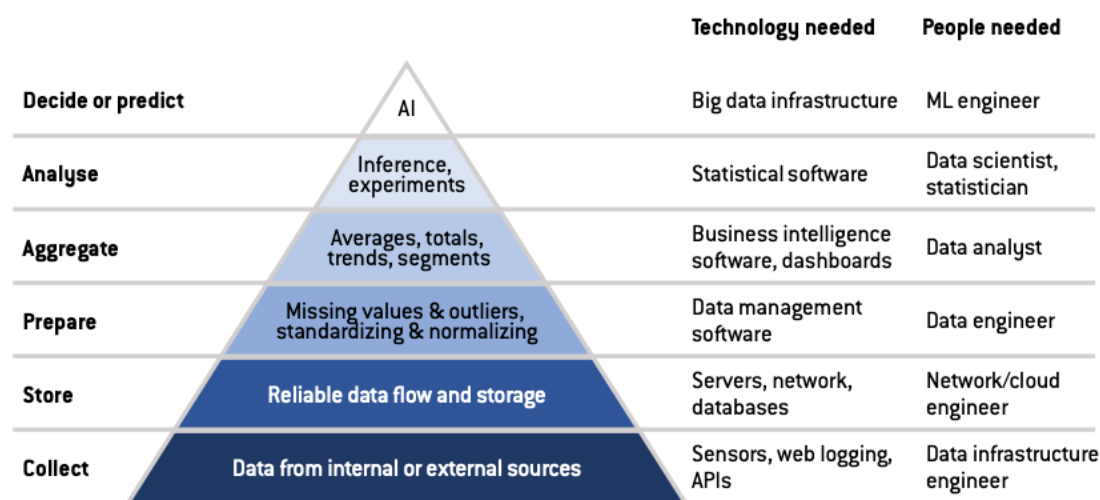 Technology needed People needed
Decide or predict AI Big data infrastructure ML engineer
Analyse Inference, experiments Statistical software Data scientist, statistician
Aggregate Averages, totals, trends, segments Business intelligence software, dashboards Data analyst
Prepare Missing values & outliers, standardizing & normalizing Data management software Data engineer
Store Reliable data flow and storage Servers, network, databases Network/cloud engineer
Collect Data from internal or external sources Sensors, web logging, APIs Data infrastructure engineer